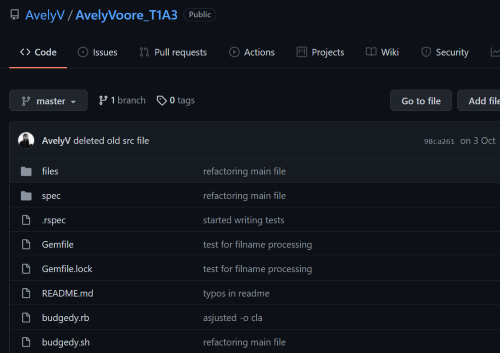 AvelyV / AvelyVoore_T1A3 Public
Code Issues Pull requests Actions Projects Wiki Security
master 1 branch 0 tags Go to file Add file
AvelyV deleted old src file 98ca261 on 3 Oct
files refactoring main file
spec refactoring main file
.rspec started writing tests
Gemfile test for filname processing
Gemfile.lock test for filname processing
README.md typos in readme
budgedy.rb asjusted -o cla
budgedy.sh refactoring main file